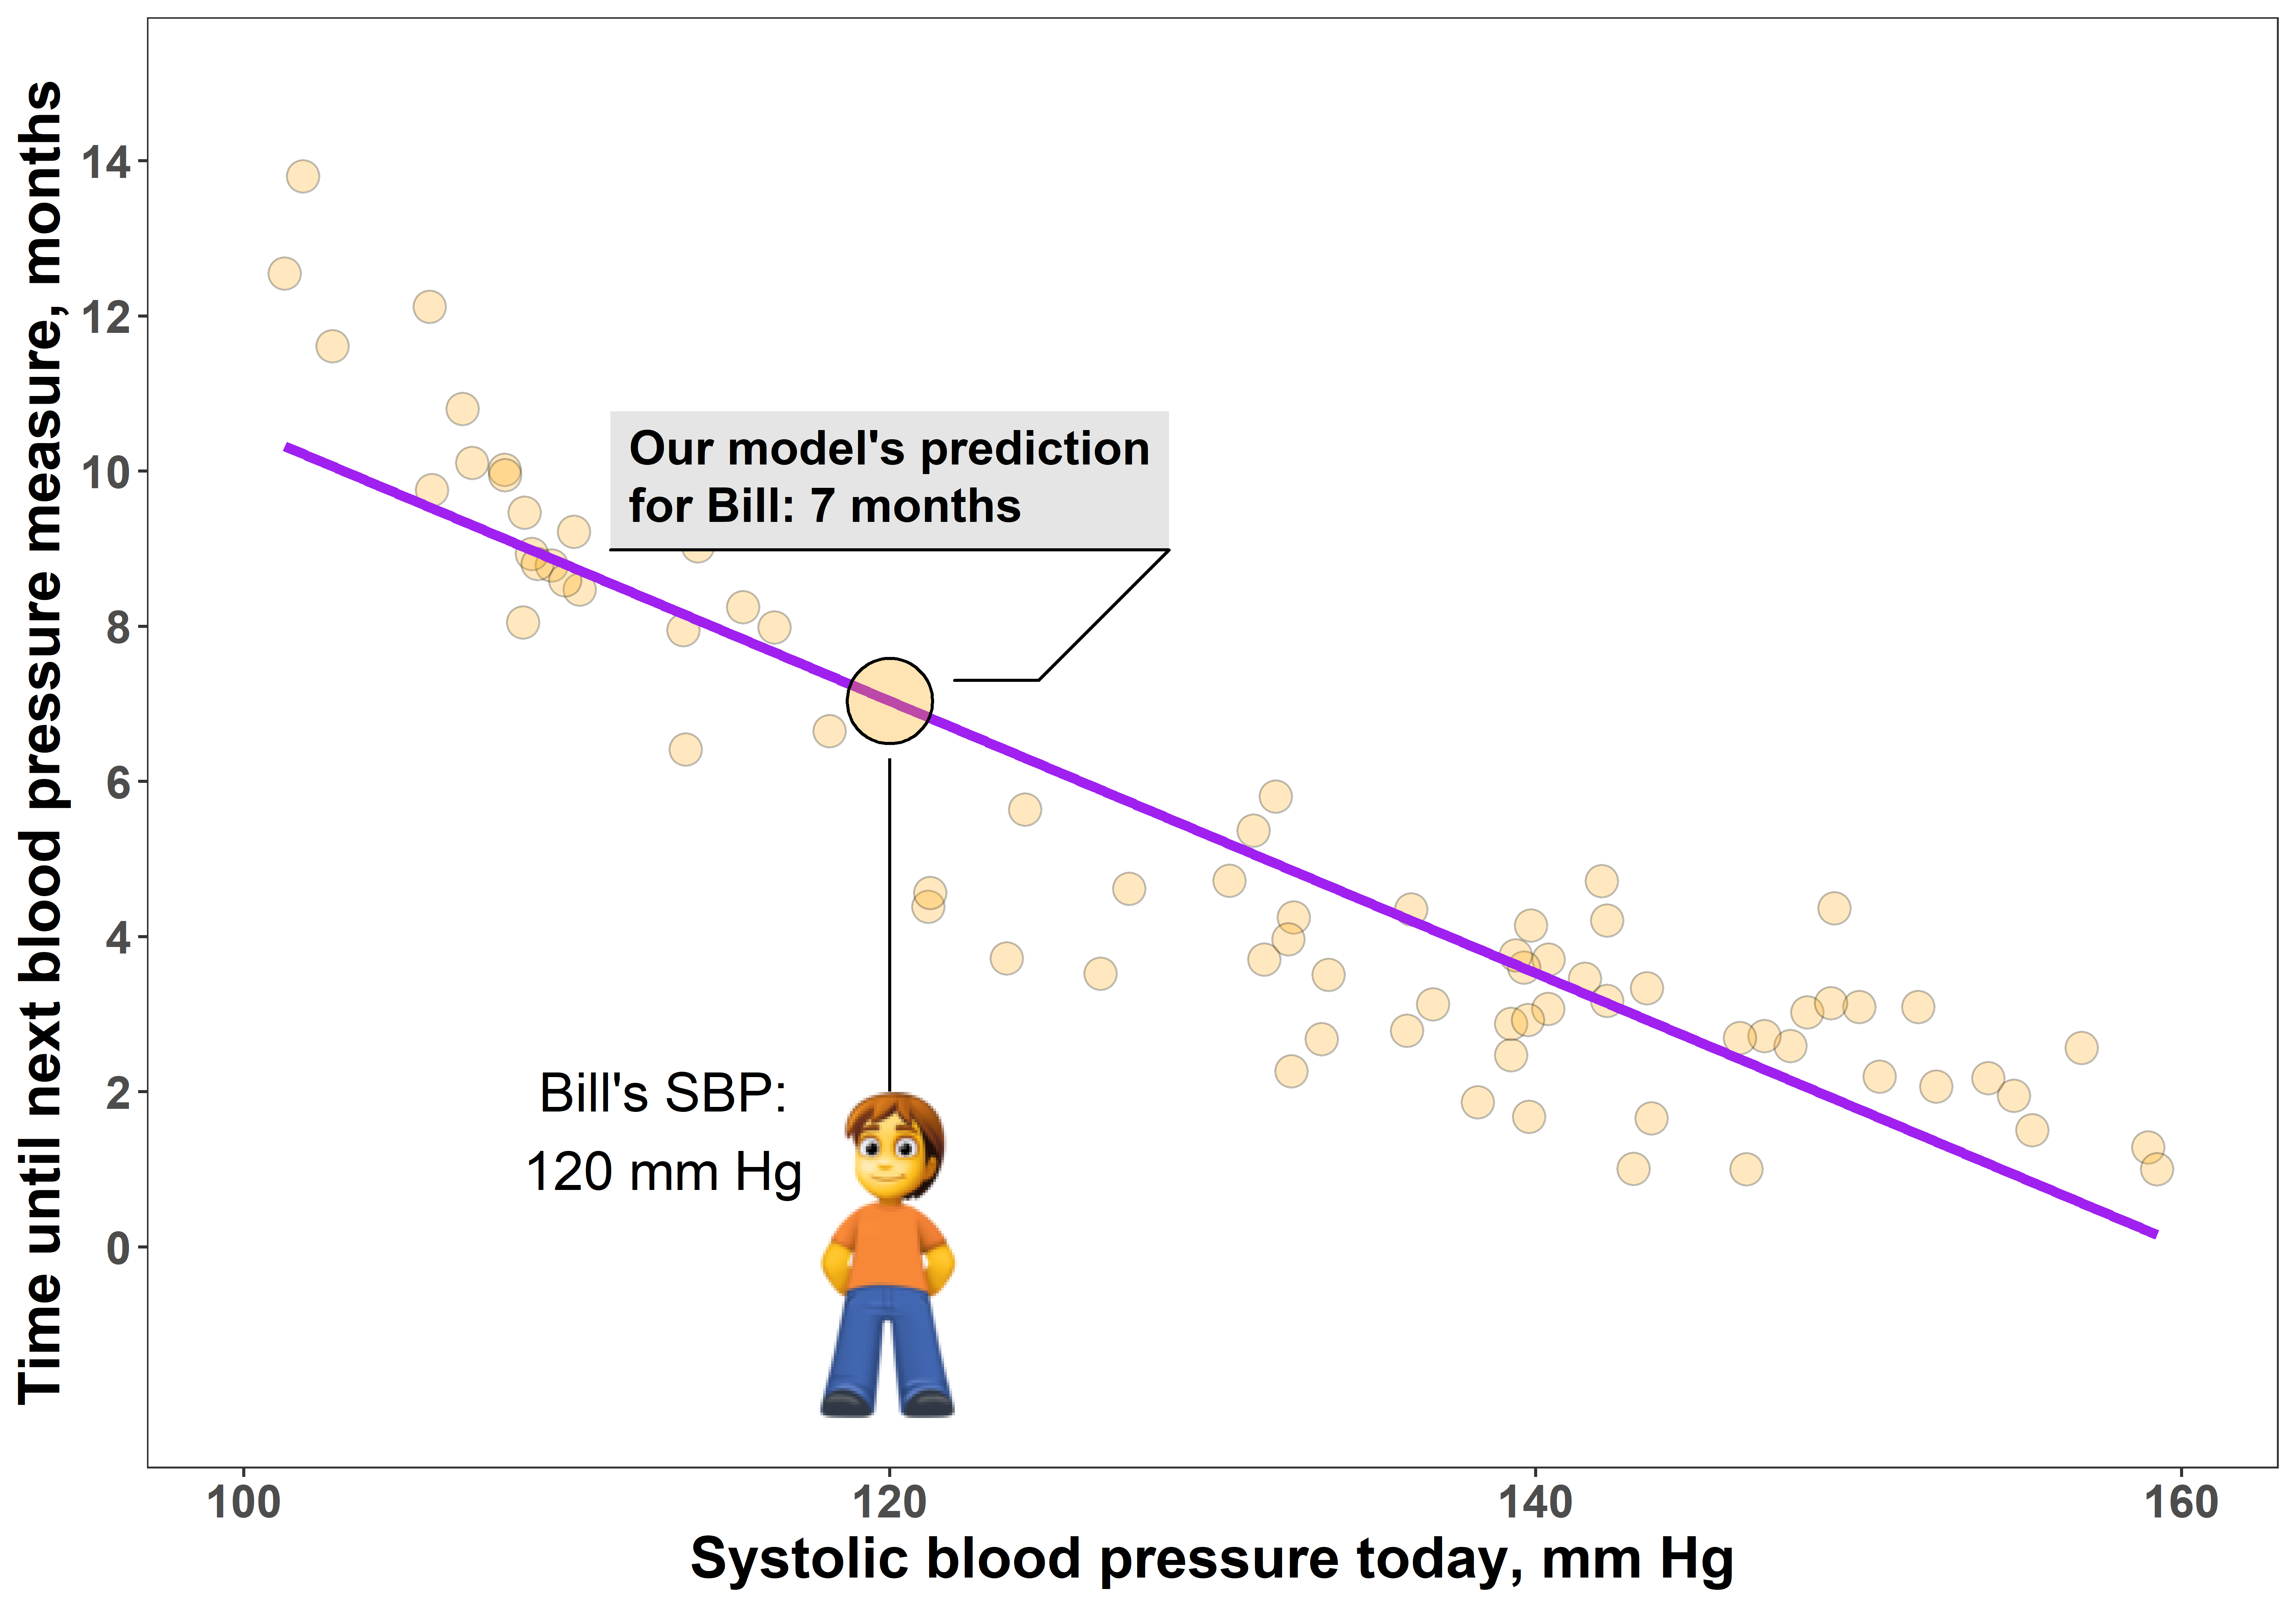 Time until next blood pressure measure, months
14
12
10
8
6
4
2
0
Our model's prediction
for Bill: 7 months
Bill's SBP:
120 mm Hg
100 120 140 160
Systolic blood pressure today, mm Hg